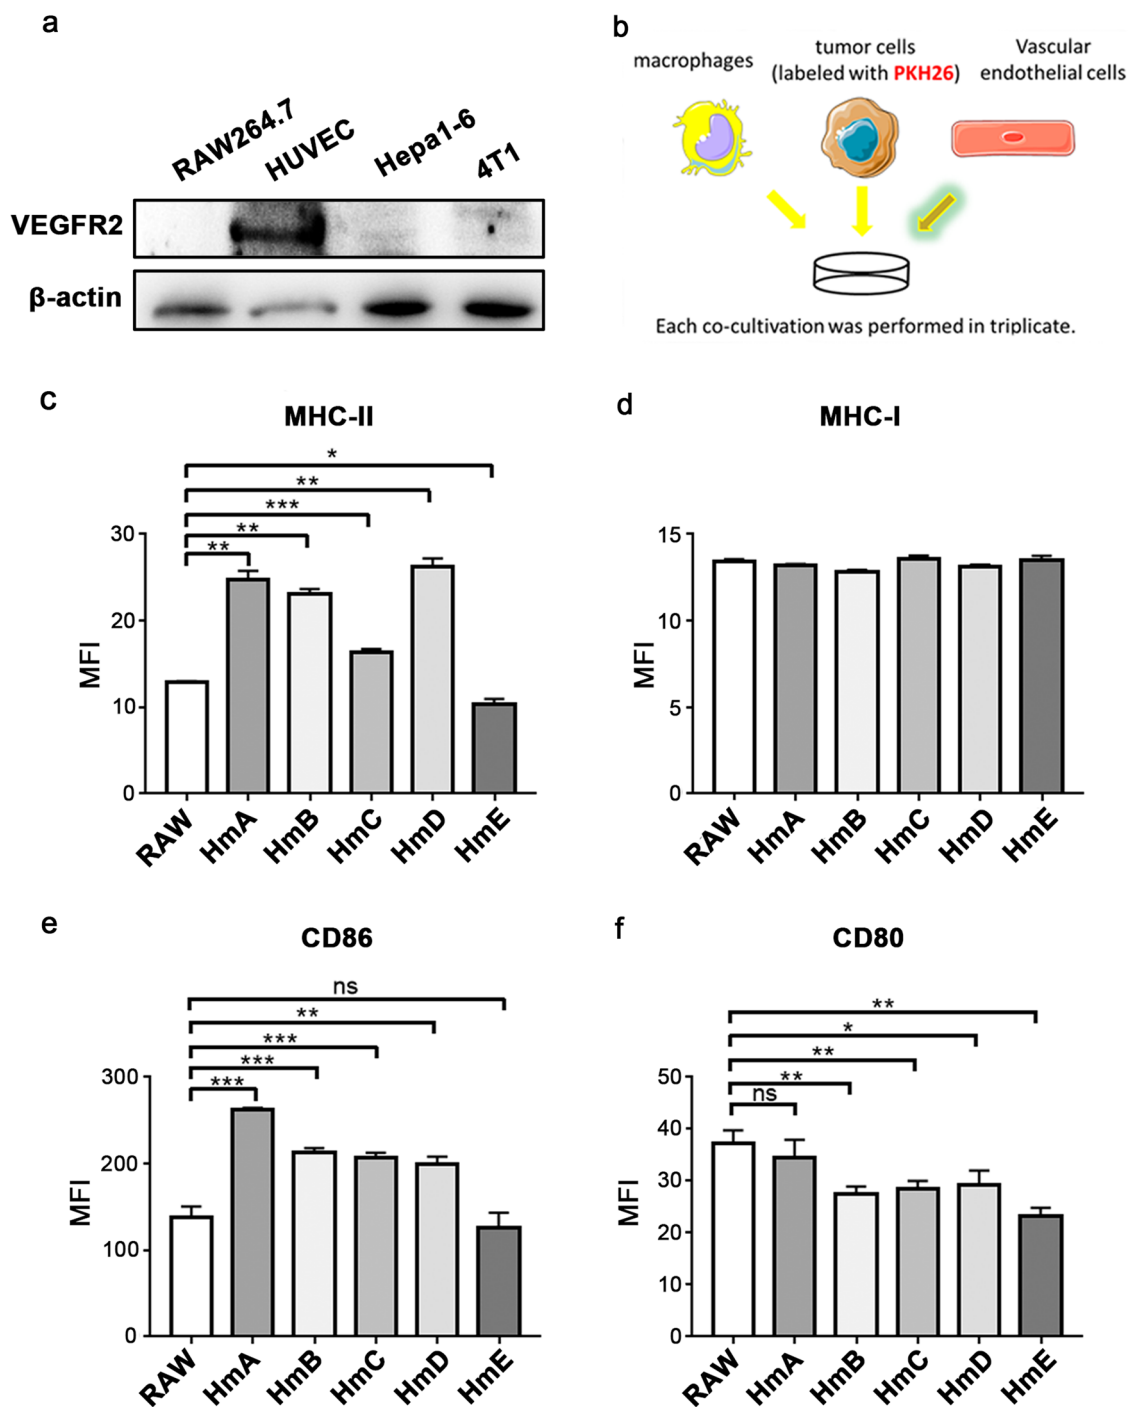 a
RAW264.7
HUVEC
Hepa1-6
4T1
VEGFR2
β-actin
b
macrophages
tumor cells
(labeled with PKH26)
Vascular
endothelial cells
Each co-cultivation was performed in triplicate.
c
MHC-II
*
**
***
**
**
30
20
10
0
MFI
RAW
HmA
HmB
HmC
HmD
HmE
d
MHC-I
15
10
5
0
MFI
RAW
HmA
HmB
HmC
HmD
HmE
e
CD86
ns
**
***
***
***
300
200
100
0
MFI
RAW
HmA
HmB
HmC
HmD
HmE
f
CD80
**
*
**
**
ns
50
40
30
20
10
0
MFI
RAW
HmA
HmB
HmC
HmD
HmE